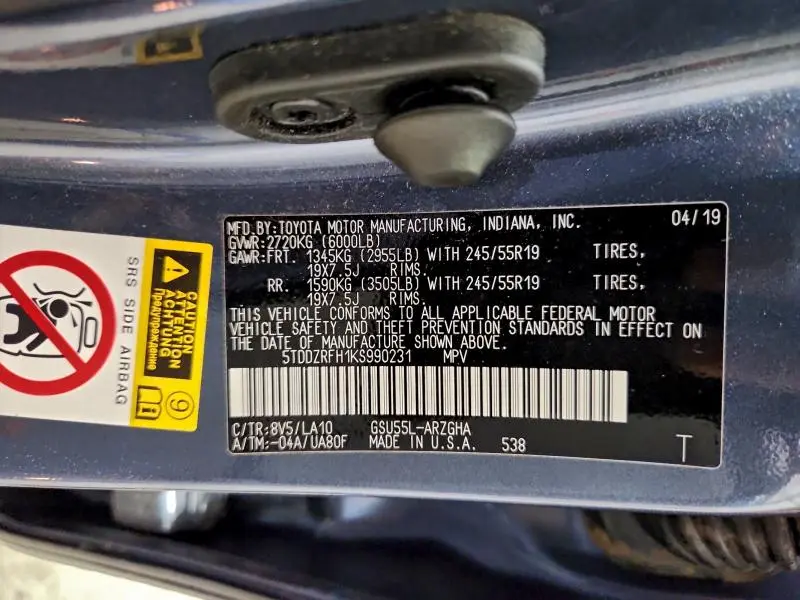 MFD.BY:TOYOTA MOTOR MANUFACTURING, INDIANA, INC. 04/19
GVWR:2720KG (6000LB)
GAWR:FRT. 1345KG (2955LB) WITH 245/55R19 TIRES,
19X7.5J RIMS.
RR. 1590KG (3505LB) WITH 245/55R19 TIRES,
19X7.5J RIMS.
THIS VEHICLE CONFORMS TO ALL APPLICABLE FEDERAL MOTOR
VEHICLE SAFETY AND THEFT PREVENTION STANDARDS IN EFFECT ON
THE DATE OF MANUFACTURE SHOWN ABOVE.
5TDDZRFH1KS990231 MPV
C/TR:8V5/LA10 GSU55L-ARZGHA
A/TM:-04A/UA80F MADE IN U.S.A. 538 T
CAUTION
ATTENTION
ACHTUNG
Предупреждение
SRS SIDE AIRBAG
9